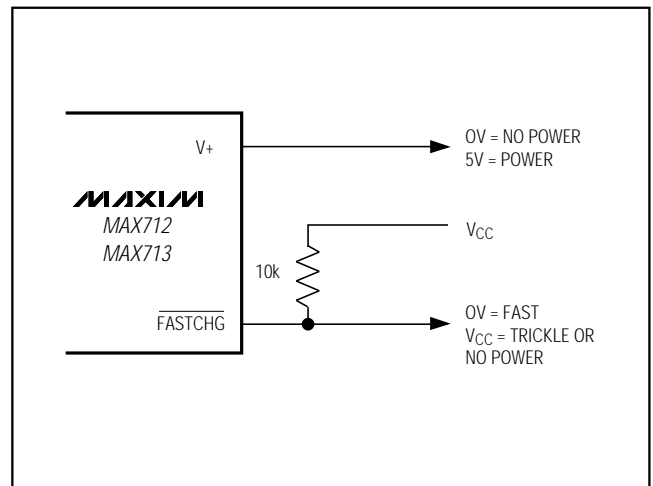 V+
0V = NO POWER
5V = POWER
MAXIM
MAX712
MAX713
VCC
10k
FASTCHG
0V = FAST
VCC = TRICKLE OR
NO POWER